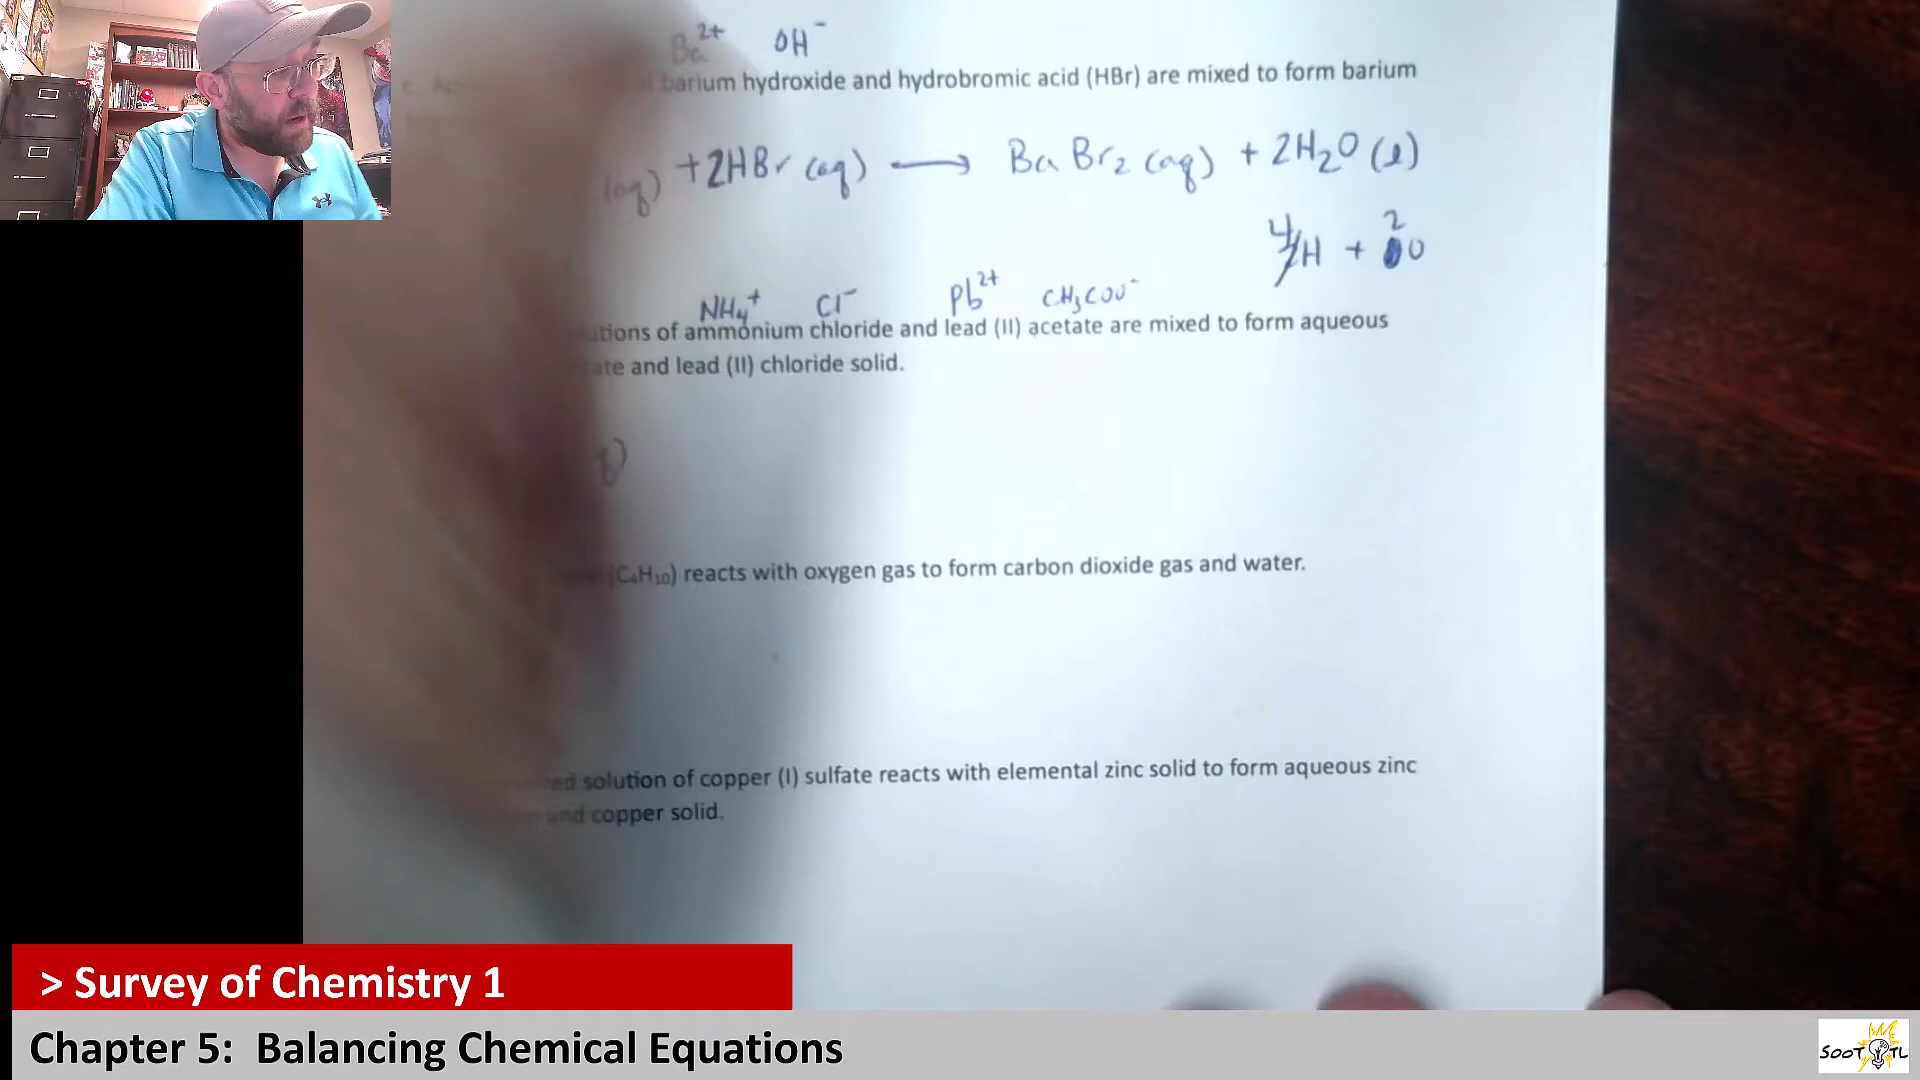 Ba²⁺ OH⁻
barium hydroxide and hydrobromic acid (HBr) are mixed to form barium
(aq) + 2HBr (aq) ⟶ BaBr₂ (aq) + 2H₂O (l)
4 H + 2 O
NH₄⁺ Cl⁻ Pb²⁺ CH₃COO⁻
of ammonium chloride and lead (II) acetate are mixed to form aqueous
and lead (II) chloride solid.
(C₄H₁₀) reacts with oxygen gas to form carbon dioxide gas and water.
solution of copper (I) sulfate reacts with elemental zinc solid to form aqueous zinc
and copper solid.
> Survey of Chemistry 1
Chapter 5: Balancing Chemical Equations
SOOTTL